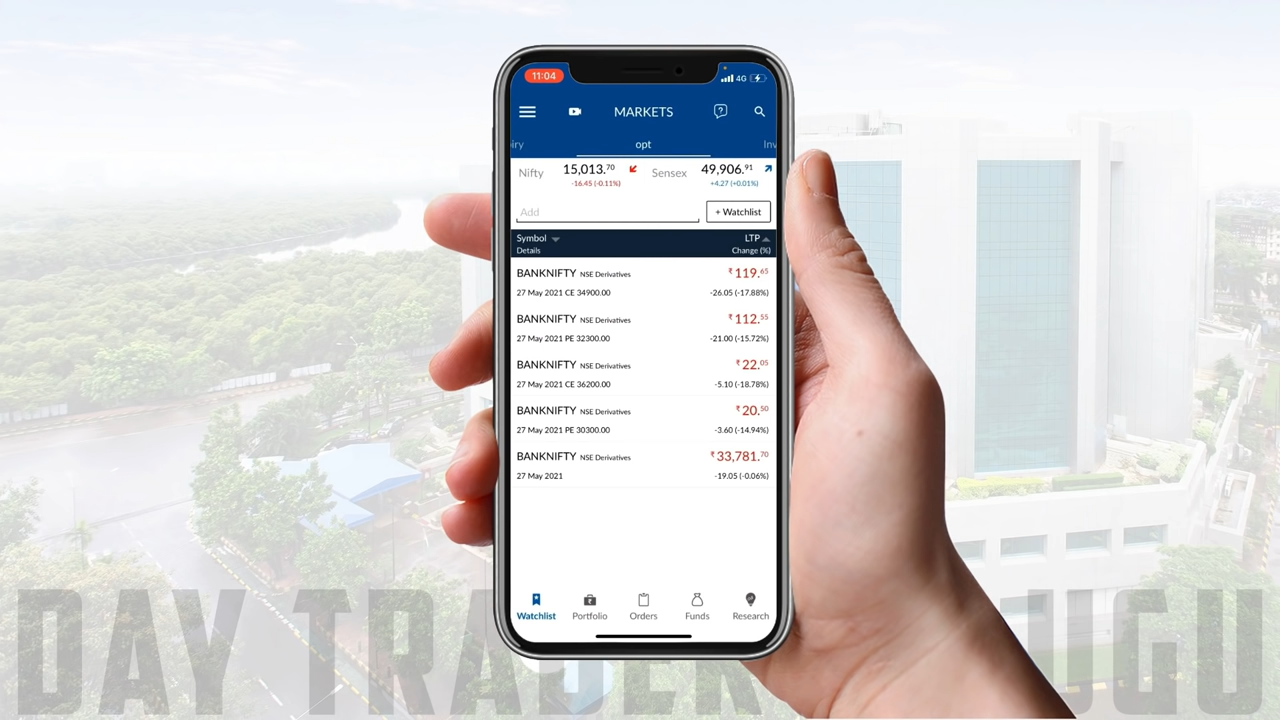 11:04
4G
MARKETS
iry opt Inv
Nifty 15,013.70 Sensex 49,906.91
-16.45 (-0.11%) +4.27 (+0.01%)
Add + Watchlist
Symbol LTP
Details Change (%)
BANKNIFTY NSE Derivatives ₹ 119.65
27 May 2021 CE 34900.00 -26.05 (-17.88%)
BANKNIFTY NSE Derivatives ₹ 112.55
27 May 2021 PE 32300.00 -21.00 (-15.72%)
BANKNIFTY NSE Derivatives ₹ 22.05
27 May 2021 CE 36200.00 -5.10 (-18.78%)
BANKNIFTY NSE Derivatives ₹ 20.50
27 May 2021 PE 30300.00 -3.60 (-14.94%)
BANKNIFTY NSE Derivatives ₹ 33,781.70
27 May 2021 -19.05 (-0.06%)
Watchlist Portfolio Orders Funds Research
DAY TRADER